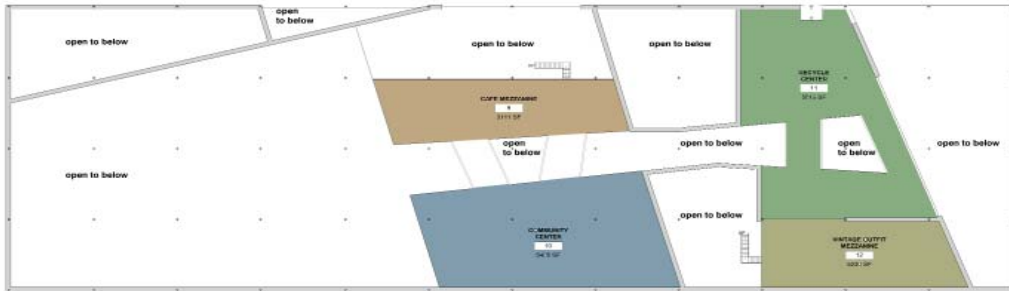 open
to below
open to below
open to below
open to below
RECYCLE
CENTER
11
CAFE MEZZANINE
open
to below
open to below
open
to below
open to below
open to below
open to below
COMMUNITY
CENTER
VINTAGE OUTFIT
MEZZANINE
12